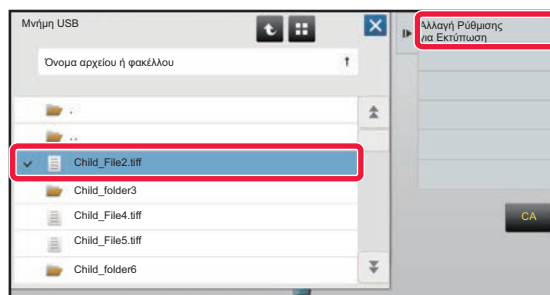 Μνήμη USB
Όνομα αρχείου ή φακέλλου
.
..
Child_File2.tiff
Child_folder3
Child_File4.tiff
Child_File5.tiff
Child_folder6
Αλλαγή Ρύθμισης
για Εκτύπωση
CA